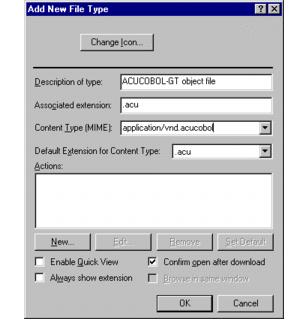 Add New File Type
Change Icon...
Description of type: ACUCOBOL-GT object file
Associated extension: .acu
Content Type (MIME): application/vnd.acucobol
Default Extension for Content Type: .acu
Actions:
New... Edit... Remove Set Default
Enable Quick View Confirm open after download
Always show extension Browse in same window
OK Cancel